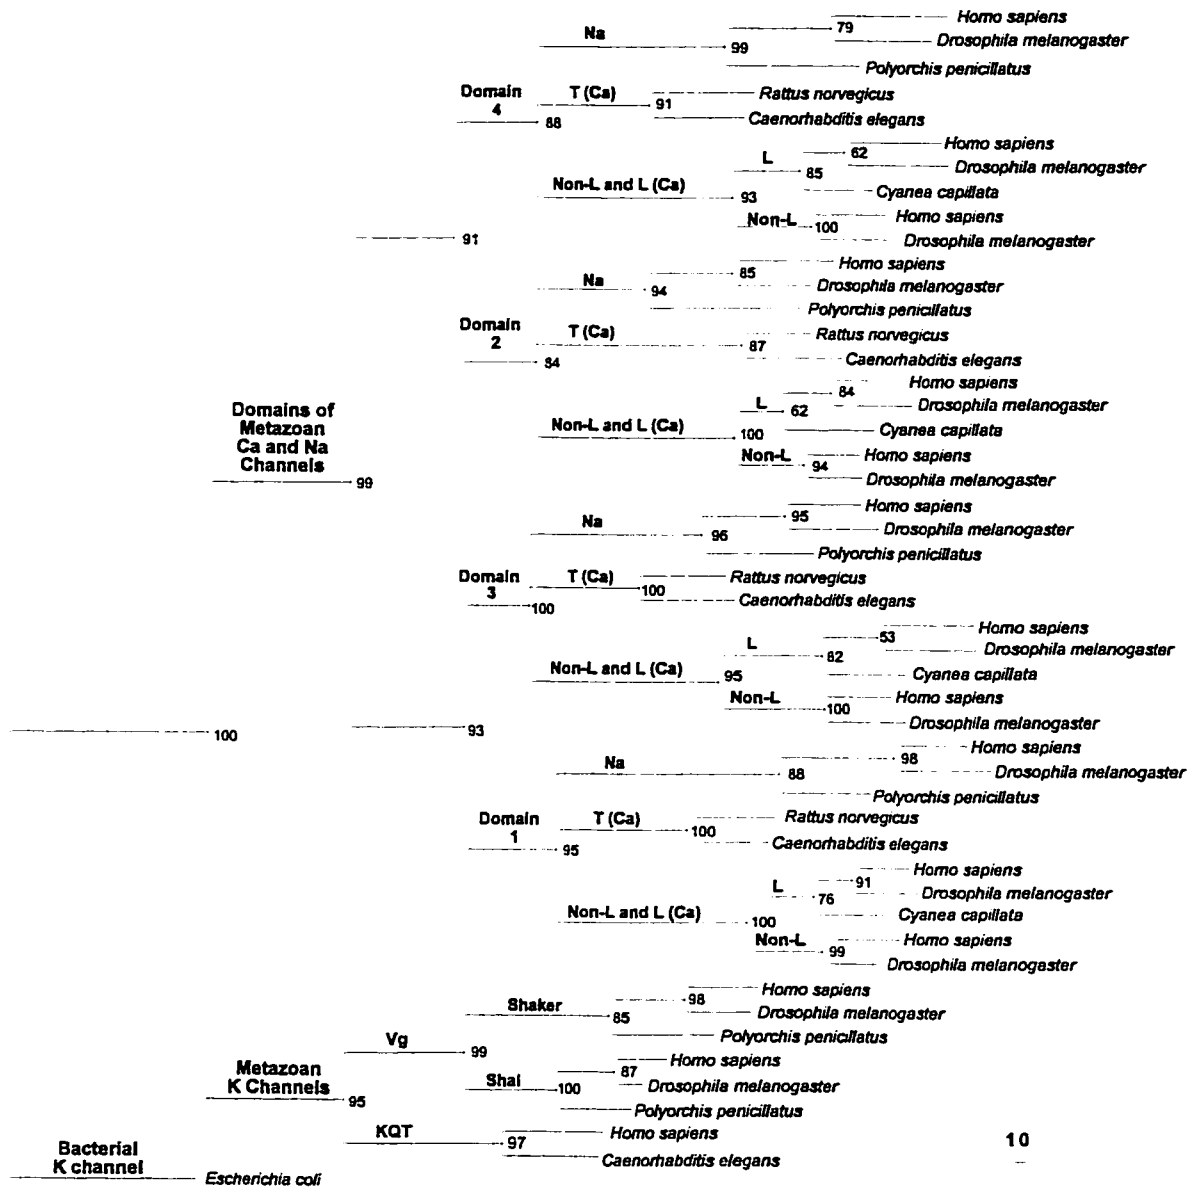 Na
79
Homo sapiens
Drosophila melanogaster
99
Polyorchis penicillatus
Domain
4
88
T (Ca)
91
Rattus norvegicus
Caenorhabditis elegans
Non-L and L (Ca)
93
L
85
62
Homo sapiens
Drosophila melanogaster
Cyanea capillata
Non-L
100
Homo sapiens
Drosophila melanogaster
91
Na
94
85
Homo sapiens
Drosophila melanogaster
Polyorchis penicillatus
Domain
2
84
T (Ca)
87
Rattus norvegicus
Caenorhabditis elegans
Non-L and L (Ca)
100
L
62
84
Homo sapiens
Drosophila melanogaster
Cyanea capillata
Non-L
94
Homo sapiens
Drosophila melanogaster
Domains of
Metazoan
Ca and Na
Channels
99
Na
96
95
Homo sapiens
Drosophila melanogaster
Polyorchis penicillatus
Domain
3
100
T (Ca)
100
Rattus norvegicus
Caenorhabditis elegans
Non-L and L (Ca)
95
L
82
53
Homo sapiens
Drosophila melanogaster
Cyanea capillata
Non-L
100
Homo sapiens
Drosophila melanogaster
100
93
Na
88
98
Homo sapiens
Drosophila melanogaster
Polyorchis penicillatus
Domain
1
95
T (Ca)
100
Rattus norvegicus
Caenorhabditis elegans
Non-L and L (Ca)
100
L
76
91
Homo sapiens
Drosophila melanogaster
Cyanea capillata
Non-L
99
Homo sapiens
Drosophila melanogaster
Shaker
85
98
Homo sapiens
Drosophila melanogaster
Polyorchis penicillatus
Vg
99
Metazoan
K Channels
95
Shal
100
87
Homo sapiens
Drosophila melanogaster
Polyorchis penicillatus
KQT
97
Homo sapiens
Caenorhabditis elegans
10
Bacterial
K channel
Escherichia coli